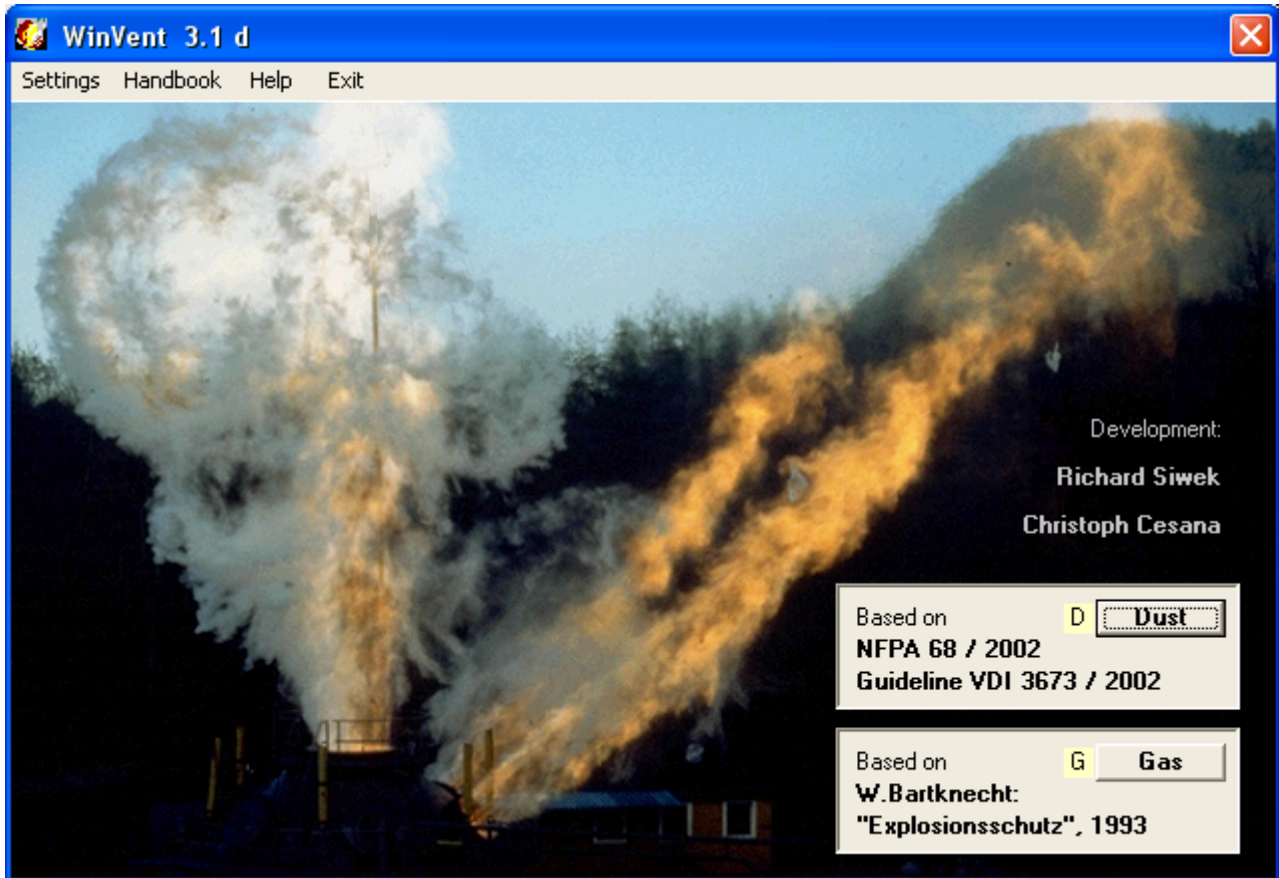 WinVent 3.1 d
Settings Handbook Help Exit
Development:
Richard Siwek
Christoph Cesana
Based on D Dust
NFPA 68 / 2002
Guideline VDI 3673 / 2002
Based on G Gas
W.Bartknecht:
"Explosionsschutz", 1993